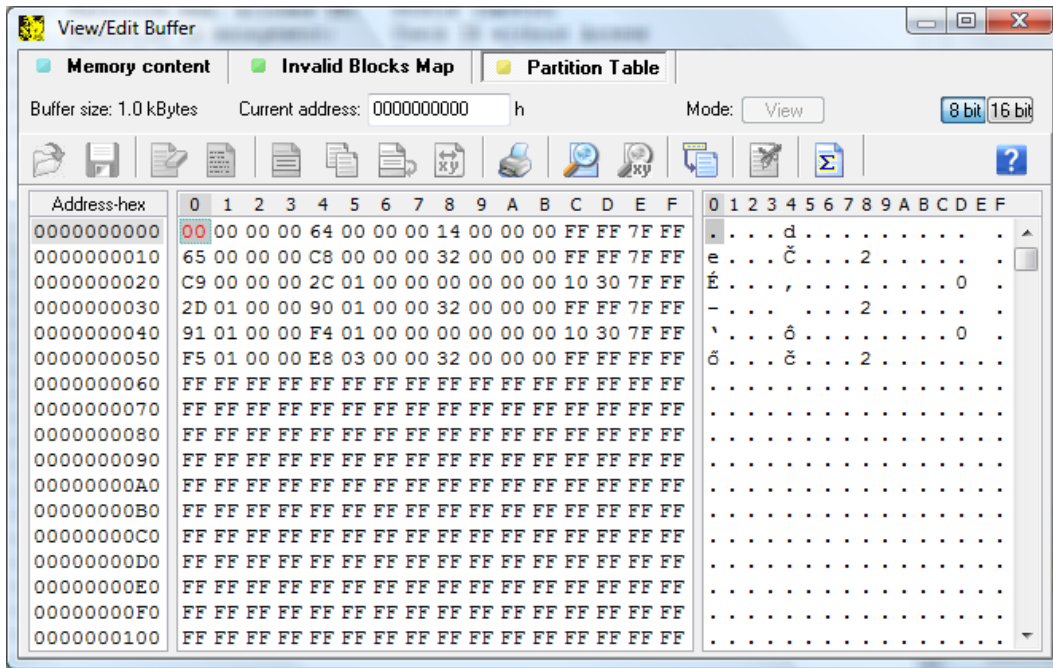 View/Edit Buffer
Memory content Invalid Blocks Map Partition Table
Buffer size: 1.0 kBytes Current address: 0000000000 h Mode: View 8 bit 16 bit
Address-hex 0 1 2 3 4 5 6 7 8 9 A B C D E F 0 1 2 3 4 5 6 7 8 9 A B C D E F
0000000000 00 00 00 00 64 00 00 00 14 00 00 00 FF FF 7F FF . . . . d . . . . . . . . . .
0000000010 65 00 00 00 C8 00 00 00 32 00 00 00 FF FF 7F FF e . . . Č . . . 2 . . . . . .
0000000020 C9 00 00 00 2C 01 00 00 00 00 00 00 10 30 7F FF É . . . , . . . . . . . . 0 .
0000000030 2D 01 00 00 90 01 00 00 32 00 00 00 FF FF 7F FF - . . . . . . 2 . . . . . .
0000000040 91 01 00 00 F4 01 00 00 00 00 00 00 10 30 7F FF ‘ . . . ô . . . . . . . . 0 .
0000000050 F5 01 00 00 E8 03 00 00 32 00 00 00 FF FF FF FF ő . . . č . . . 2 . . . . . . .
0000000060 FF FF FF FF FF FF FF FF FF FF FF FF FF FF FF FF . . . . . . . . . . . . . . . .
0000000070 FF FF FF FF FF FF FF FF FF FF FF FF FF FF FF FF . . . . . . . . . . . . . . . .
0000000080 FF FF FF FF FF FF FF FF FF FF FF FF FF FF FF FF . . . . . . . . . . . . . . . .
0000000090 FF FF FF FF FF FF FF FF FF FF FF FF FF FF FF FF . . . . . . . . . . . . . . . .
00000000A0 FF FF FF FF FF FF FF FF FF FF FF FF FF FF FF FF . . . . . . . . . . . . . . . .
00000000B0 FF FF FF FF FF FF FF FF FF FF FF FF FF FF FF FF . . . . . . . . . . . . . . . .
00000000C0 FF FF FF FF FF FF FF FF FF FF FF FF FF FF FF FF . . . . . . . . . . . . . . . .
00000000D0 FF FF FF FF FF FF FF FF FF FF FF FF FF FF FF FF . . . . . . . . . . . . . . . .
00000000E0 FF FF FF FF FF FF FF FF FF FF FF FF FF FF FF FF . . . . . . . . . . . . . . . .
00000000F0 FF FF FF FF FF FF FF FF FF FF FF FF FF FF FF FF . . . . . . . . . . . . . . . .
0000000100 FF FF FF FF FF FF FF FF FF FF FF FF FF FF FF FF . . . . . . . . . . . . . . . .